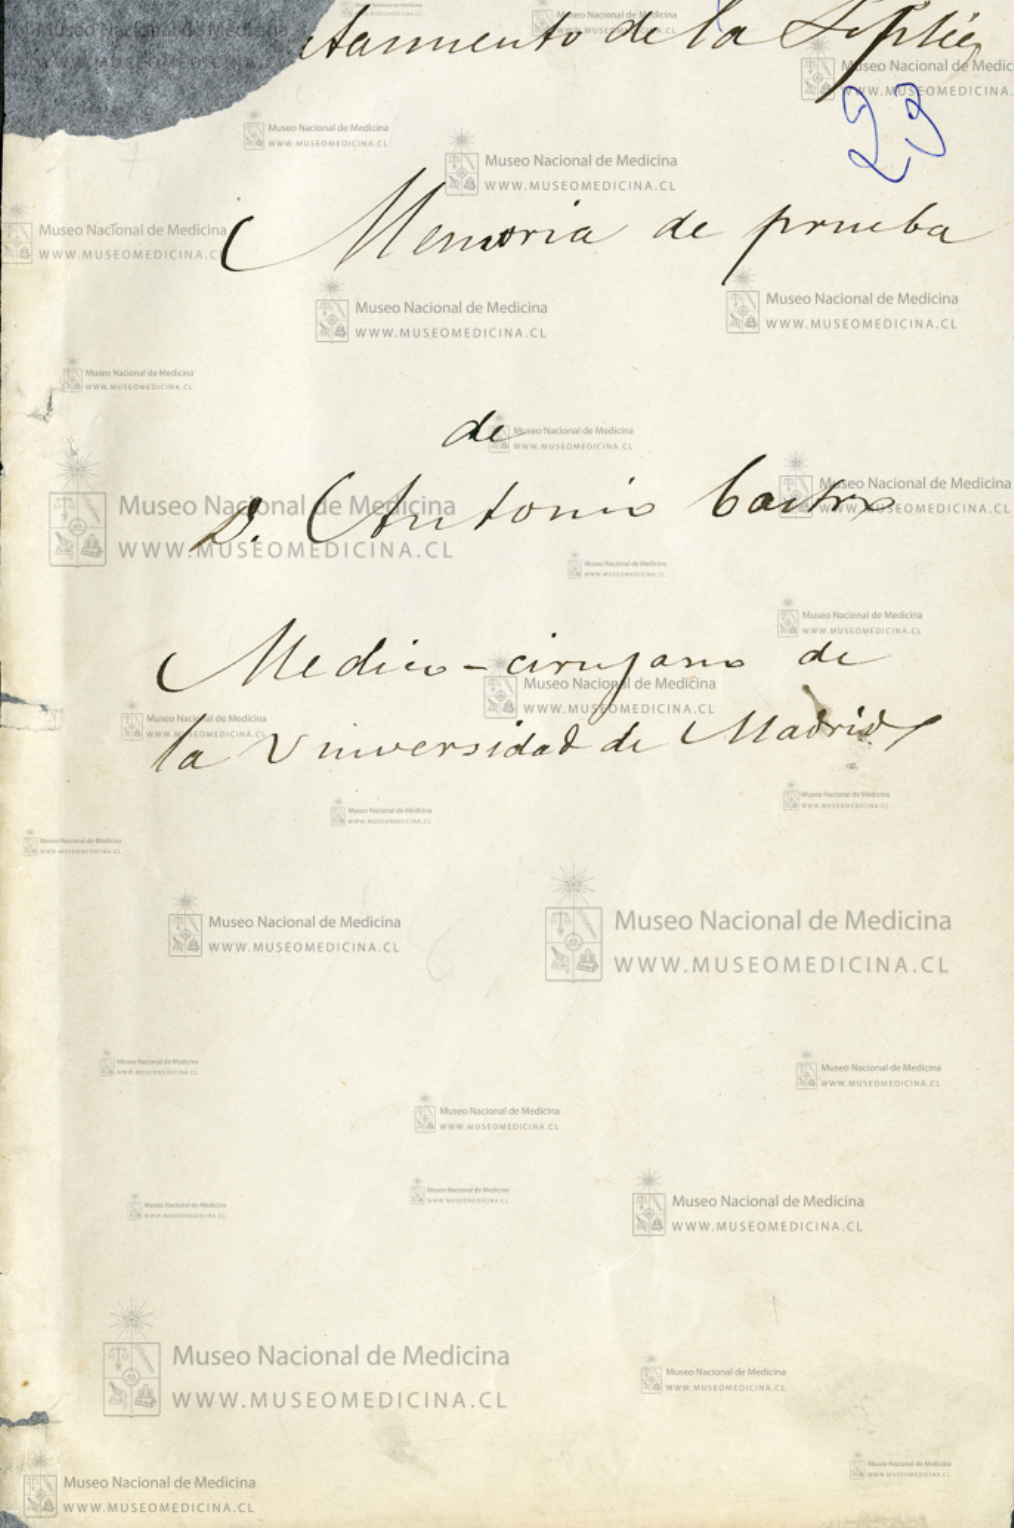 tamiento de la Sifilis
23
Memoria de prueba
de
D. Antonio Castro
Medico-cirujano de
la Universidad de Madrid
Museo Nacional de Medicina
WWW.MUSEOMEDICINA.CL